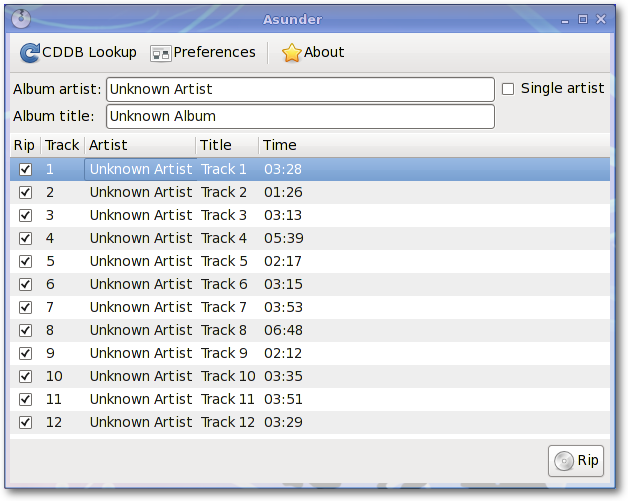 Asunder
CDDB Lookup Preferences About
Album artist: Unknown Artist Single artist
Album title: Unknown Album
Rip Track Artist Title Time
1 Unknown Artist Track 1 03:28
2 Unknown Artist Track 2 01:26
3 Unknown Artist Track 3 03:13
4 Unknown Artist Track 4 05:39
5 Unknown Artist Track 5 02:17
6 Unknown Artist Track 6 03:15
7 Unknown Artist Track 7 03:53
8 Unknown Artist Track 8 06:48
9 Unknown Artist Track 9 02:12
10 Unknown Artist Track 10 03:35
11 Unknown Artist Track 11 03:51
12 Unknown Artist Track 12 03:29
Rip